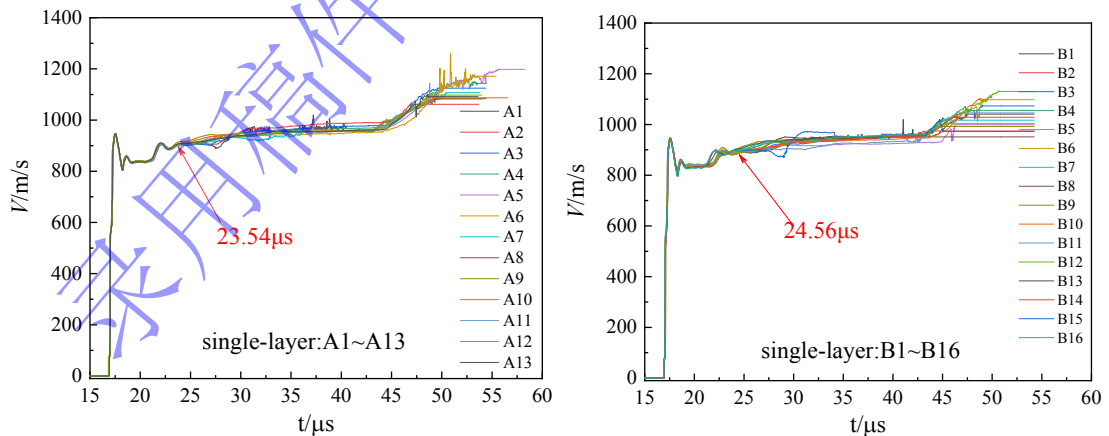 1400
1200
1000
800
600
400
200
0
V/m/s
15 20 25 30 35 40 45 50 55 60
t/μs
23.54μs
single-layer:A1~A13
A1
A2
A3
A4
A5
A6
A7
A8
A9
A10
A11
A12
A13
1400
1200
1000
800
600
400
200
0
V/m/s
15 20 25 30 35 40 45 50 55 60
t/μs
24.56μs
single-layer:B1~B16
B1
B2
B3
B4
B5
B6
B7
B8
B9
B10
B11
B12
B13
B14
B15
B16
录用稿件